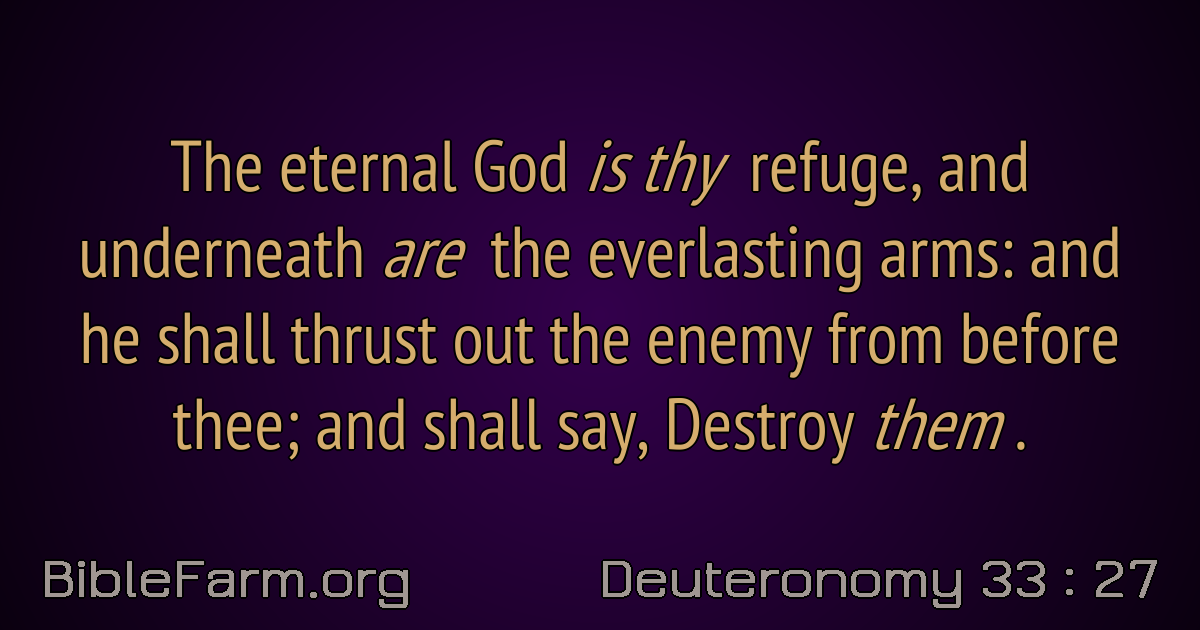 The eternal God is thy refuge, and
underneath are the everlasting arms: and
he shall thrust out the enemy from before
thee; and shall say, Destroy them .
BibleFarm.org
Deuteronomy 33 : 27